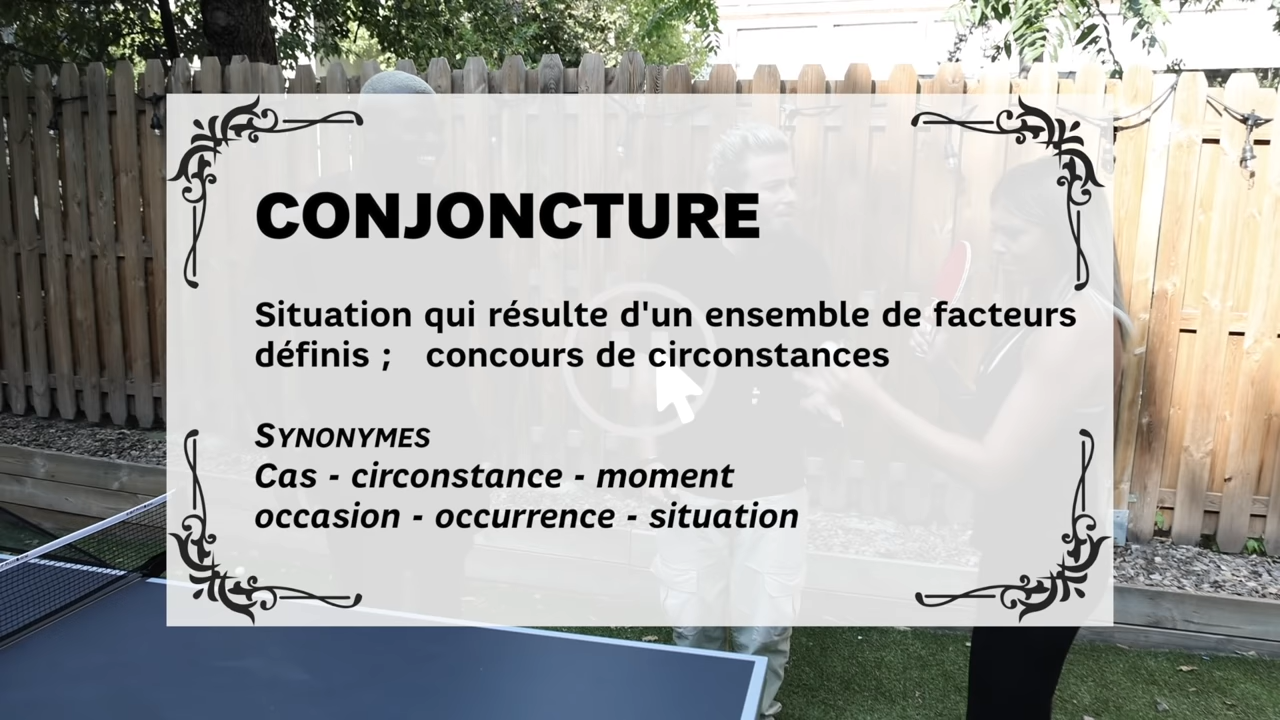 CONJONCTURE
Situation qui résulte d'un ensemble de facteurs
définis ; concours de circonstances
SYNONYMES
Cas - circonstance - moment
occasion - occurrence - situation